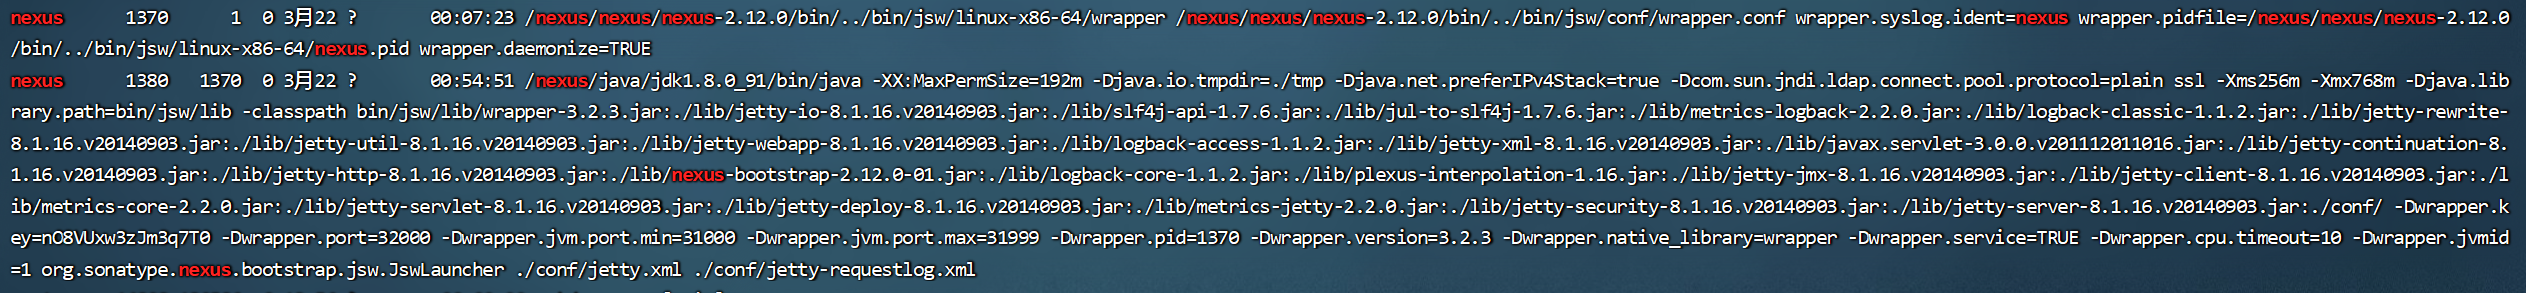 nexus      1370      1  0 3月22 ?       00:07:23 /nexus/nexus/nexus-2.12.0/bin/../bin/jsw/linux-x86-64/wrapper /nexus/nexus/nexus-2.12.0/bin/../bin/jsw/conf/wrapper.conf wrapper.syslog.ident=nexus wrapper.pidfile=/nexus/nexus/nexus-2.12.0
/bin/../bin/jsw/linux-x86-64/nexus.pid wrapper.daemonize=TRUE
nexus      1380   1370  0 3月22 ?       00:54:51 /nexus/java/jdk1.8.0_91/bin/java -XX:MaxPermSize=192m -Djava.io.tmpdir=./tmp -Djava.net.preferIPv4Stack=true -Dcom.sun.jndi.ldap.connect.pool.protocol=plain ssl -Xms256m -Xmx768m -Djava.lib
rary.path=bin/jsw/lib -classpath bin/jsw/lib/wrapper-3.2.3.jar:./lib/jetty-io-8.1.16.v20140903.jar:./lib/slf4j-api-1.7.6.jar:./lib/jul-to-slf4j-1.7.6.jar:./lib/metrics-logback-2.2.0.jar:./lib/logback-classic-1.1.2.jar:./lib/jetty-rewrite-
8.1.16.v20140903.jar:./lib/jetty-util-8.1.16.v20140903.jar:./lib/jetty-webapp-8.1.16.v20140903.jar:./lib/logback-access-1.1.2.jar:./lib/jetty-xml-8.1.16.v20140903.jar:./lib/javax.servlet-3.0.0.v201112011016.jar:./lib/jetty-continuation-8.
1.16.v20140903.jar:./lib/jetty-http-8.1.16.v20140903.jar:./lib/nexus-bootstrap-2.12.0-01.jar:./lib/logback-core-1.1.2.jar:./lib/plexus-interpolation-1.16.jar:./lib/jetty-jmx-8.1.16.v20140903.jar:./lib/jetty-client-8.1.16.v20140903.jar:./l
ib/metrics-core-2.2.0.jar:./lib/jetty-servlet-8.1.16.v20140903.jar:./lib/jetty-deploy-8.1.16.v20140903.jar:./lib/metrics-jetty-2.2.0.jar:./lib/jetty-security-8.1.16.v20140903.jar:./lib/jetty-server-8.1.16.v20140903.jar:./conf/ -Dwrapper.k
ey=nO8VUxw3zJm3q7T0 -Dwrapper.port=32000 -Dwrapper.jvm.port.min=31000 -Dwrapper.jvm.port.max=31999 -Dwrapper.pid=1370 -Dwrapper.version=3.2.3 -Dwrapper.native_library=wrapper -Dwrapper.service=TRUE -Dwrapper.cpu.timeout=10 -Dwrapper.jvmid
=1 org.sonatype.nexus.bootstrap.jsw.JswLauncher ./conf/jetty.xml ./conf/jetty-requestlog.xml